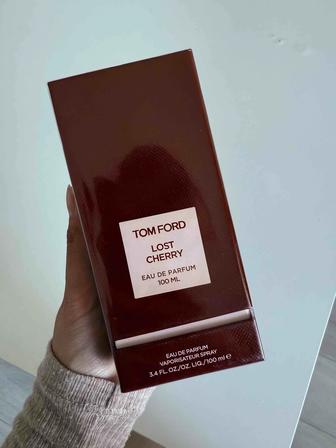 TOM FORD
LOST
CHERRY
EAU DE PARFUM
100 ML
EAU DE PARFUM
VAPORISATEUR SPRAY
3.4 FL.OZ./OZ.LIQ./100 ml ℮